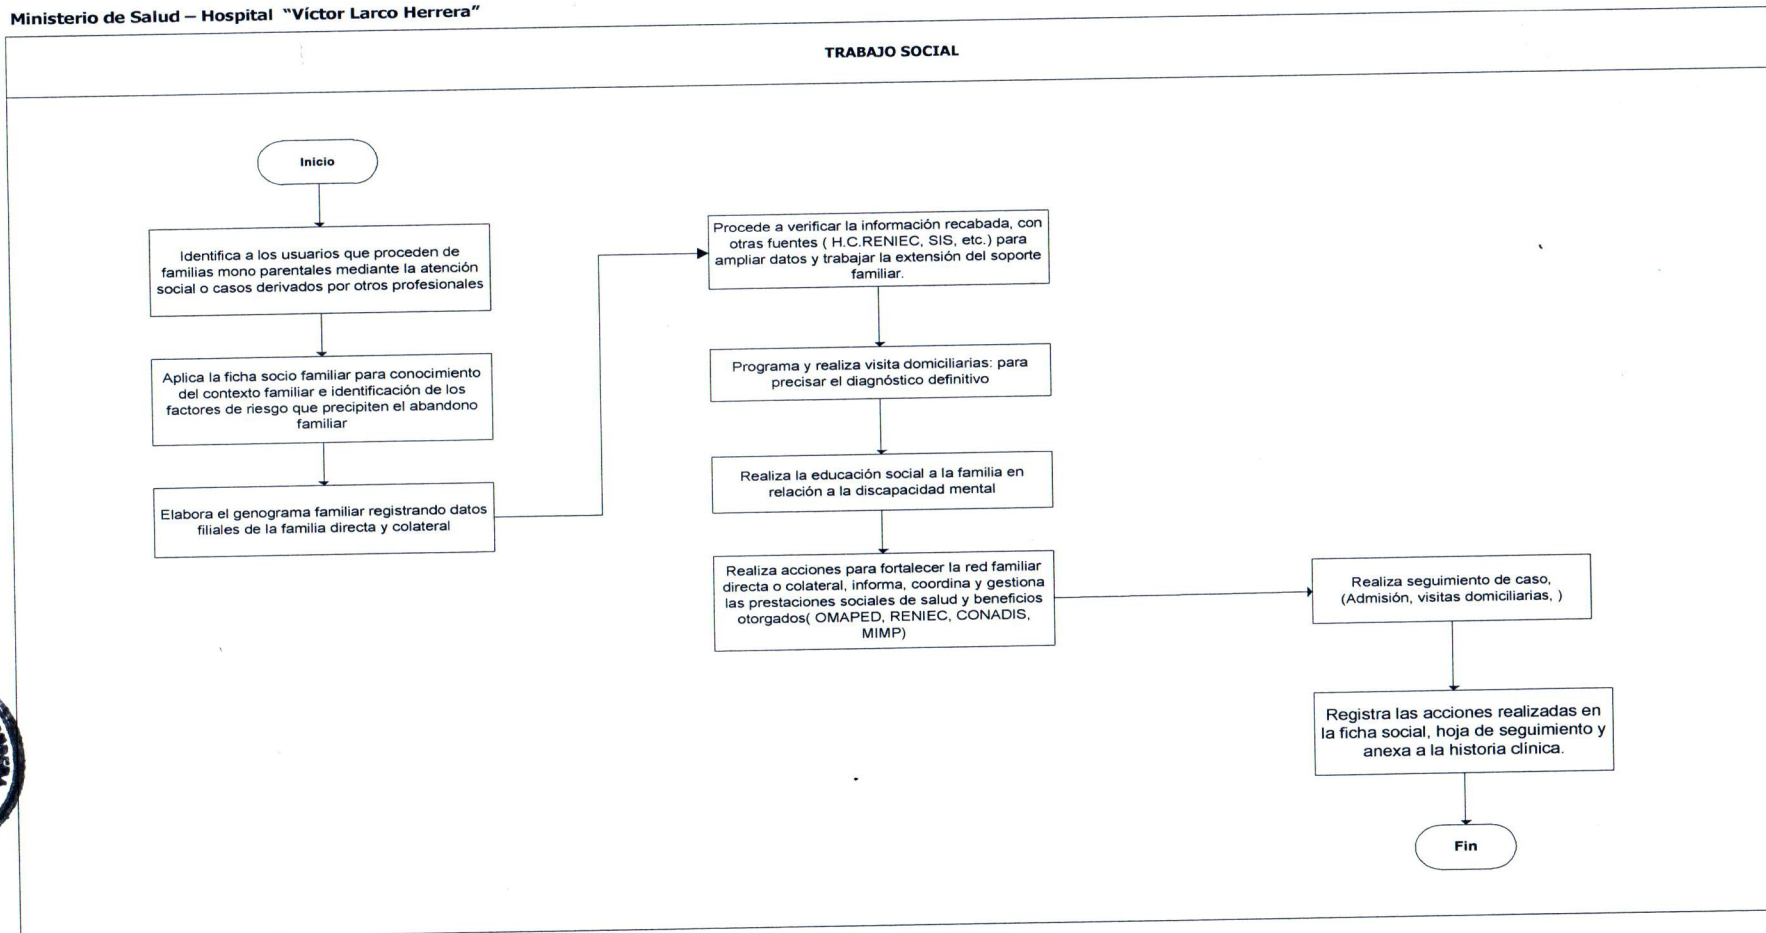 Ministerio de Salud – Hospital “Víctor Larco Herrera”
TRABAJO SOCIAL
Inicio
Identifica a los usuarios que proceden de
familias mono parentales mediante la atención
social o casos derivados por otros profesionales
Aplica la ficha socio familiar para conocimiento
del contexto familiar e identificación de los
factores de riesgo que precipiten el abandono
familiar
Elabora el genograma familiar registrando datos
filiales de la familia directa y colateral
Procede a verificar la información recabada, con
otras fuentes ( H.C.RENIEC, SIS, etc.) para
ampliar datos y trabajar la extensión del soporte
familiar.
Programa y realiza visita domiciliarias: para
precisar el diagnóstico definitivo
Realiza la educación social a la familia en
relación a la discapacidad mental
Realiza acciones para fortalecer la red familiar
directa o colateral, informa, coordina y gestiona
las prestaciones sociales de salud y beneficios
otorgados( OMAPED, RENIEC, CONADIS,
MIMP)
Realiza seguimiento de caso,
(Admisión, visitas domiciliarias, )
Registra las acciones realizadas en
la ficha social, hoja de seguimiento y
anexa a la historia clínica.
Fin